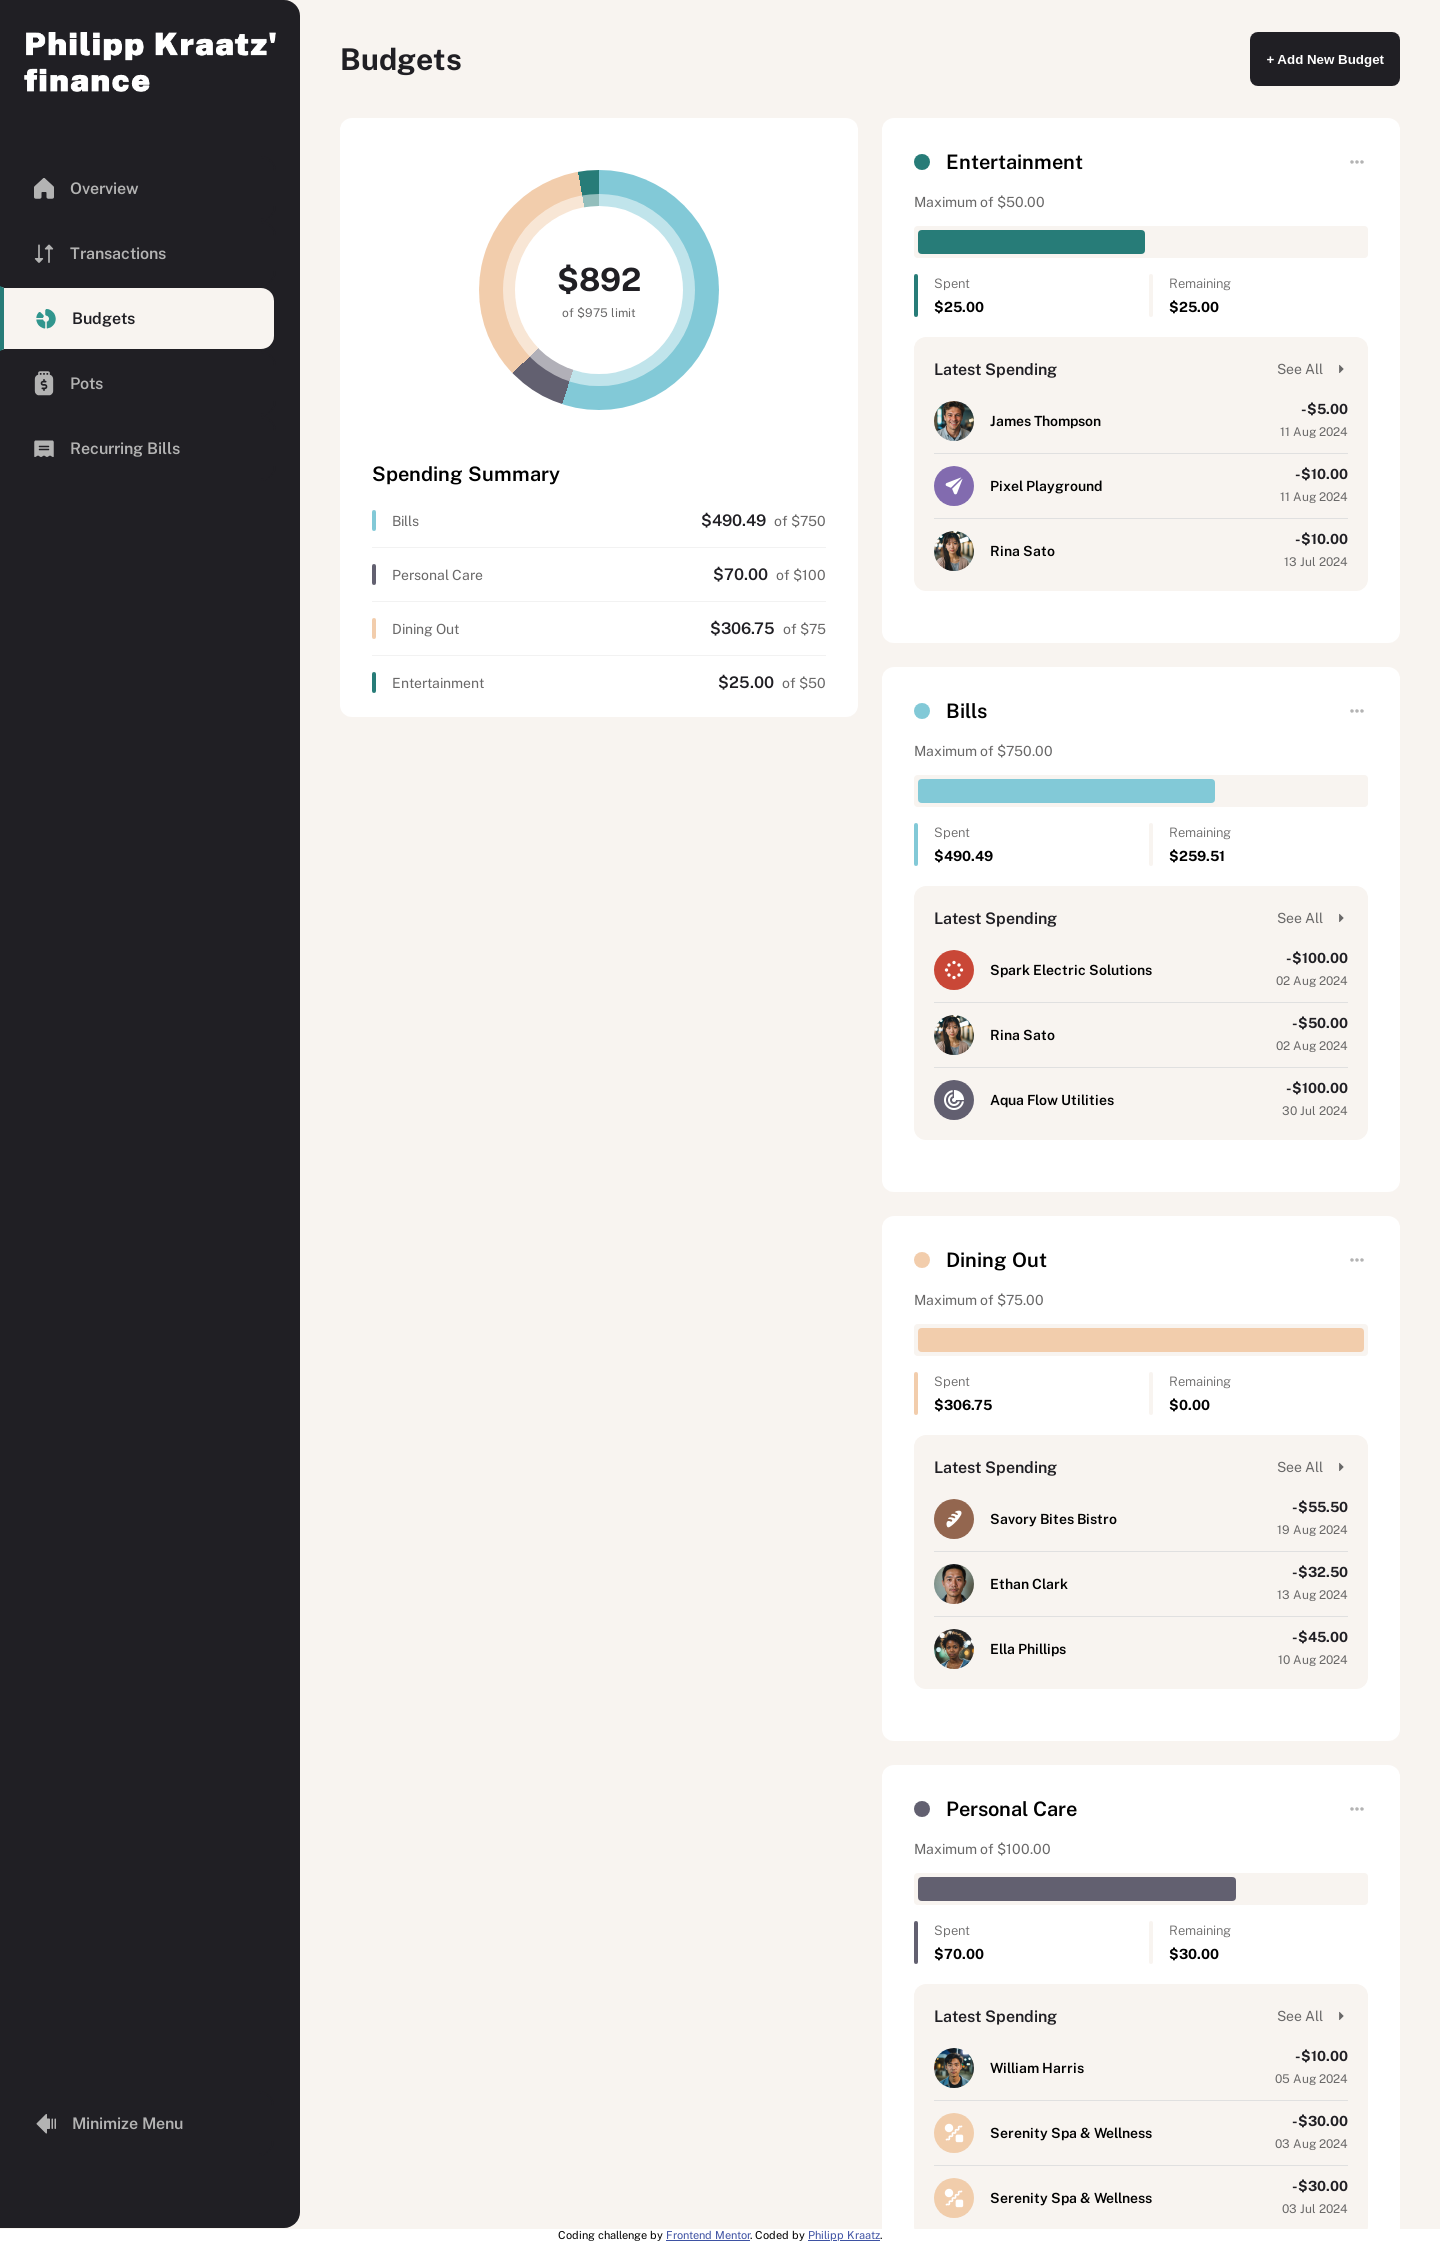 Philipp Kraatz'
finance
Overview
Transactions
Budgets
Pots
Recurring Bills
Minimize Menu
Budgets
+ Add New Budget
$892
of $975 limit
Spending Summary
Bills $490.49 of $750
Personal Care $70.00 of $100
Dining Out $306.75 of $75
Entertainment $25.00 of $50
Entertainment
Maximum of $50.00
Spent Remaining
$25.00 $25.00
Latest Spending See All
James Thompson -$5.00
11 Aug 2024
Pixel Playground -$10.00
11 Aug 2024
Rina Sato -$10.00
13 Jul 2024
Bills
Maximum of $750.00
Spent Remaining
$490.49 $259.51
Latest Spending See All
Spark Electric Solutions -$100.00
02 Aug 2024
Rina Sato -$50.00
02 Aug 2024
Aqua Flow Utilities -$100.00
30 Jul 2024
Dining Out
Maximum of $75.00
Spent Remaining
$306.75 $0.00
Latest Spending See All
Savory Bites Bistro -$55.50
19 Aug 2024
Ethan Clark -$32.50
13 Aug 2024
Ella Phillips -$45.00
10 Aug 2024
Personal Care
Maximum of $100.00
Spent Remaining
$70.00 $30.00
Latest Spending See All
William Harris -$10.00
05 Aug 2024
Serenity Spa & Wellness -$30.00
03 Aug 2024
Serenity Spa & Wellness -$30.00
03 Jul 2024
Coding challenge by Frontend Mentor. Coded by Philipp Kraatz.